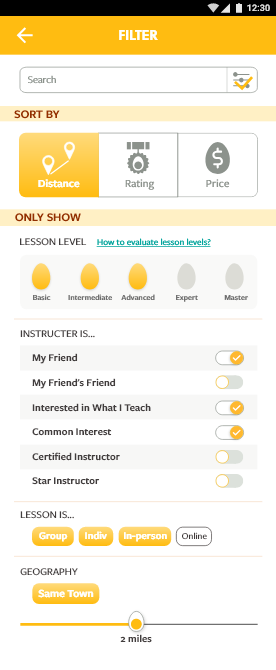 12:30
FILTER
Search
SORT BY
Distance Rating Price
ONLY SHOW
LESSON LEVEL How to evaluate lesson levels?
Basic Intermediate Advanced Expert Master
INSTRUCTER IS...
My Friend
My Friend's Friend
Interested in What I Teach
Common Interest
Certified Instructor
Star Instructor
LESSON IS...
Group Indiv In-person Online
GEOGRAPHY
Same Town
2 miles